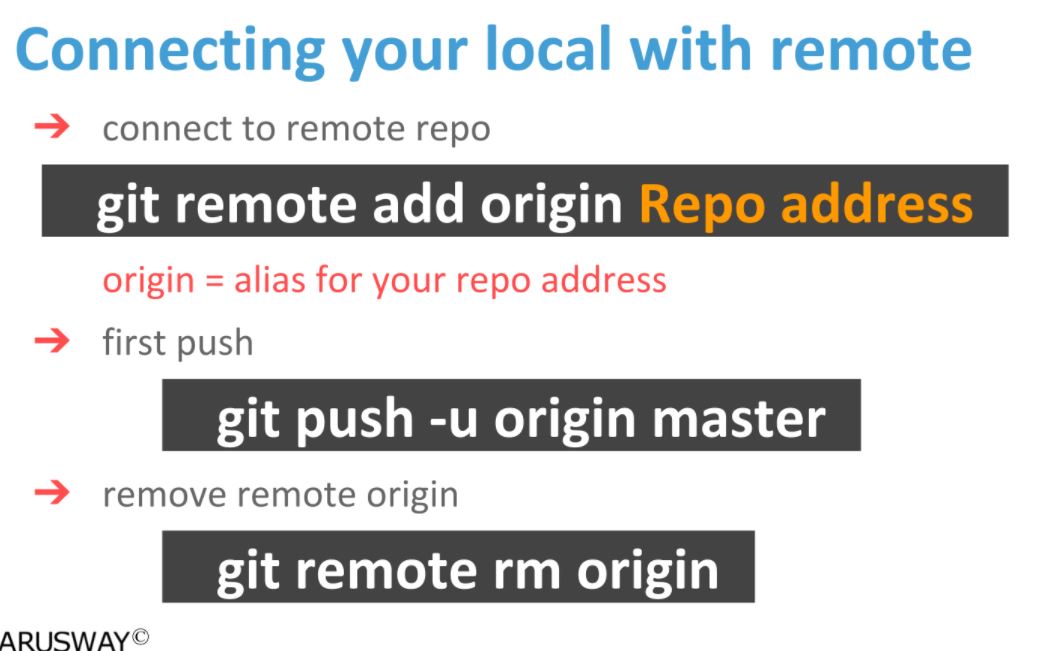 Connecting your local with remote
➔ connect to remote repo
git remote add origin Repo address
origin = alias for your repo address
➔ first push
git push -u origin master
➔ remove remote origin
git remote rm origin
ARUSWAY©